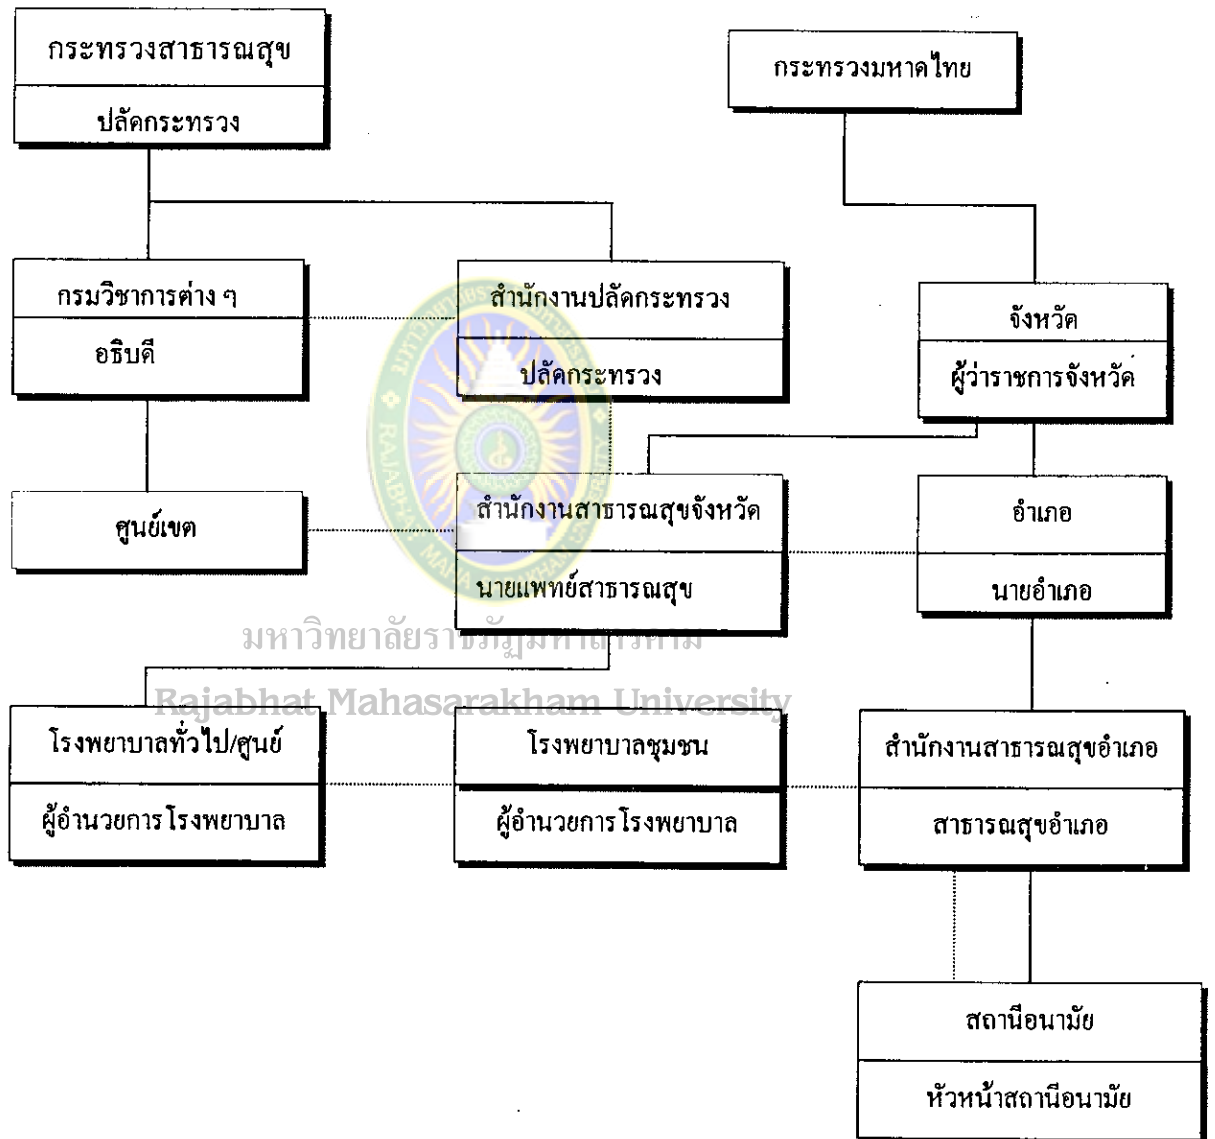 กระทรวงสาธารณสุข
ปลัดกระทรวง
กระทรวงมหาดไทย
กรมวิชาการต่าง ๆ
อธิบดี
สำนักงานปลัดกระทรวง
ปลัดกระทรวง
จังหวัด
ผู้ว่าราชการจังหวัด
ศูนย์เขต
สำนักงานสาธารณสุขจังหวัด
นายแพทย์สาธารณสุข
อำเภอ
นายอำเภอ
มหาวิทยาลัยราชภัฏมหาสารคาม
Rajabhat Mahasarakham University
โรงพยาบาลทั่วไป/ศูนย์
ผู้อำนวยการโรงพยาบาล
โรงพยาบาลชุมชน
ผู้อำนวยการโรงพยาบาล
สำนักงานสาธารณสุขอำเภอ
สาธารณสุขอำเภอ
สถานีอนามัย
หัวหน้าสถานีอนามัย